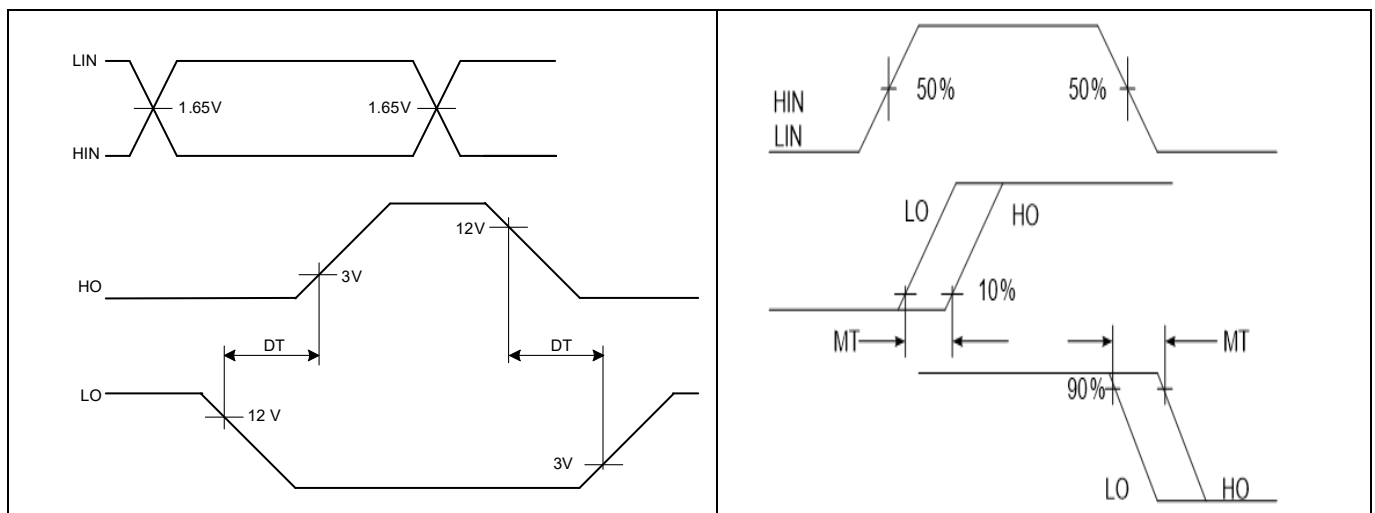 LIN
1.65V 1.65V
HIN
HO
12V
3V
DT DT
LO
12 V
3V
HIN
LIN
50% 50%
LO HO
10%
MT MT
90%
LO HO